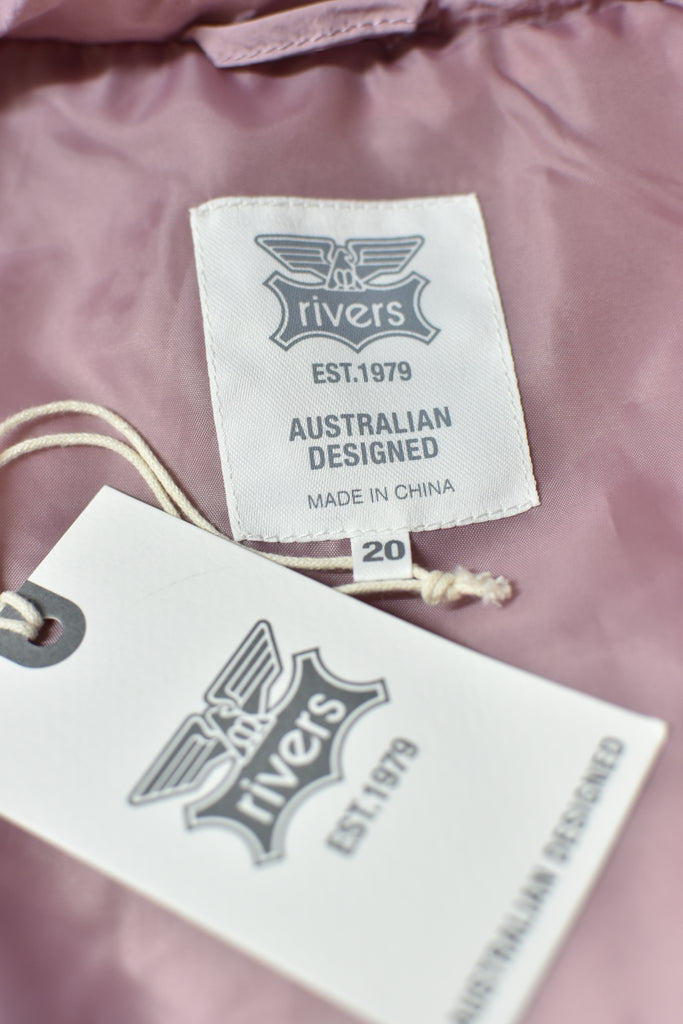 rivers
EST.1979
AUSTRALIAN
DESIGNED
MADE IN CHINA
20
rivers
EST.1979
AUSTRALIAN DESIGNED